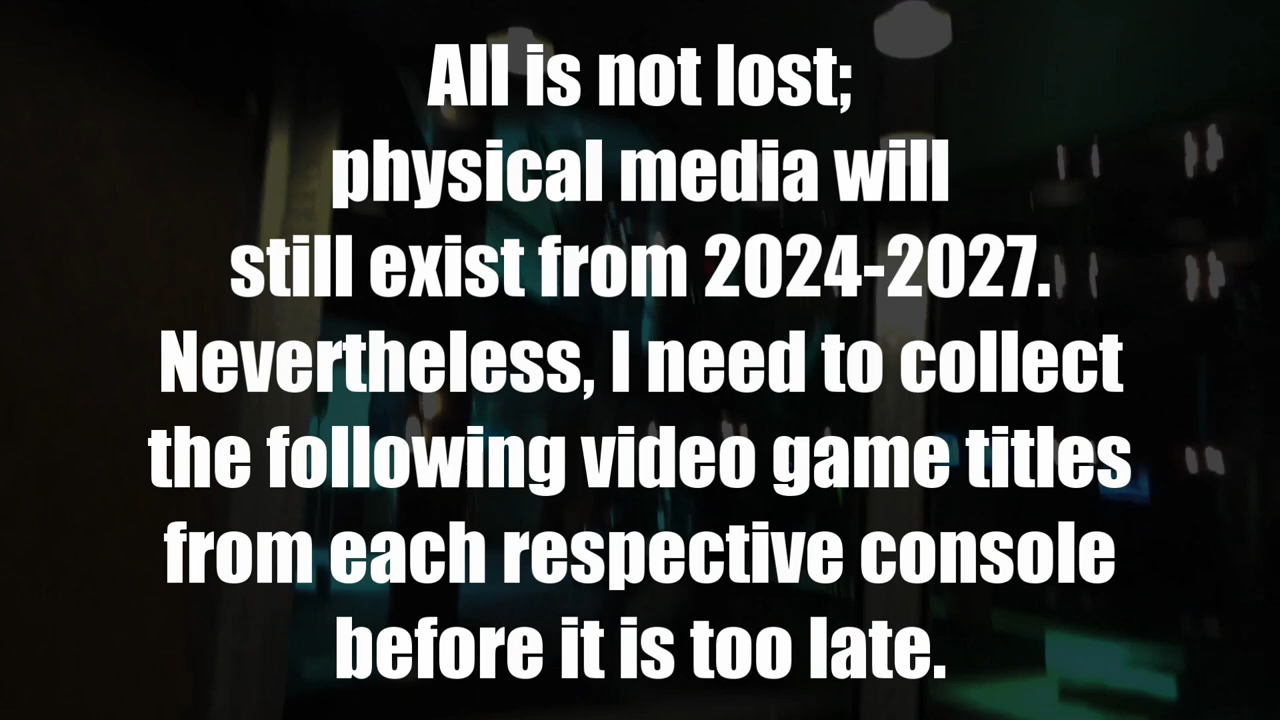 All is not lost;
physical media will
still exist from 2024-2027.
Nevertheless, I need to collect
the following video game titles
from each respective console
before it is too late.